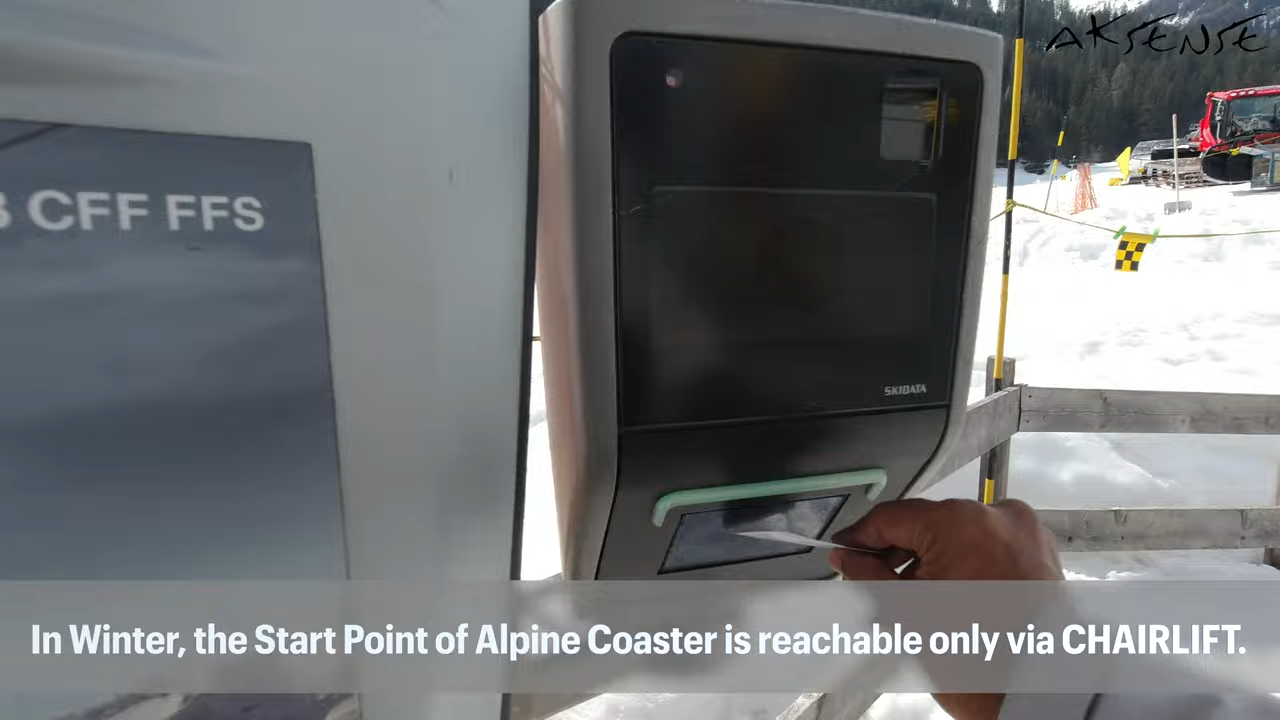 AKSENSE
CFF FFS
SKIDATA
In Winter, the Start Point of Alpine Coaster is reachable only via CHAIRLIFT.